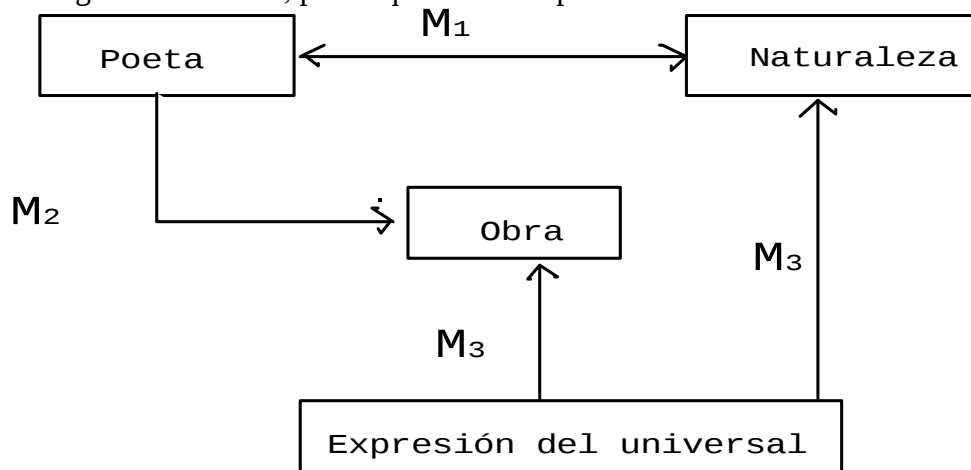 M1
Poeta
Naturaleza
M2
Obra
M3
M3
Expresión del universal